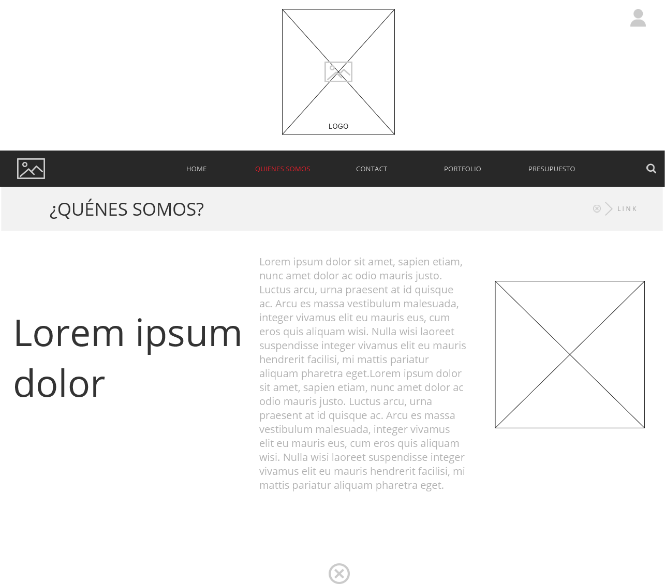 LOGO
HOME QUIENES SOMOS CONTACT PORTFOLIO PRESUPUESTO
¿QUÉNES SOMOS?
LINK
Lorem ipsum
dolor
Lorem ipsum dolor sit amet, sapien etiam,
nunc amet dolor ac odio mauris justo.
Luctus arcu, urna praesent at id quisque
ac. Arcu es massa vestibulum malesuada,
integer vivamus elit eu mauris eus, cum
eros quis aliquam wisi. Nulla wisi laoreet
suspendisse integer vivamus elit eu mauris
hendrerit facilisi, mi mattis pariatur
aliquam pharetra eget.Lorem ipsum dolor
sit amet, sapien etiam, nunc amet dolor ac
odio mauris justo. Luctus arcu, urna
praesent at id quisque ac. Arcu es massa
vestibulum malesuada, integer vivamus
elit eu mauris eus, cum eros quis aliquam
wisi. Nulla wisi laoreet suspendisse integer
vivamus elit eu mauris hendrerit facilisi, mi
mattis pariatur aliquam pharetra eget.